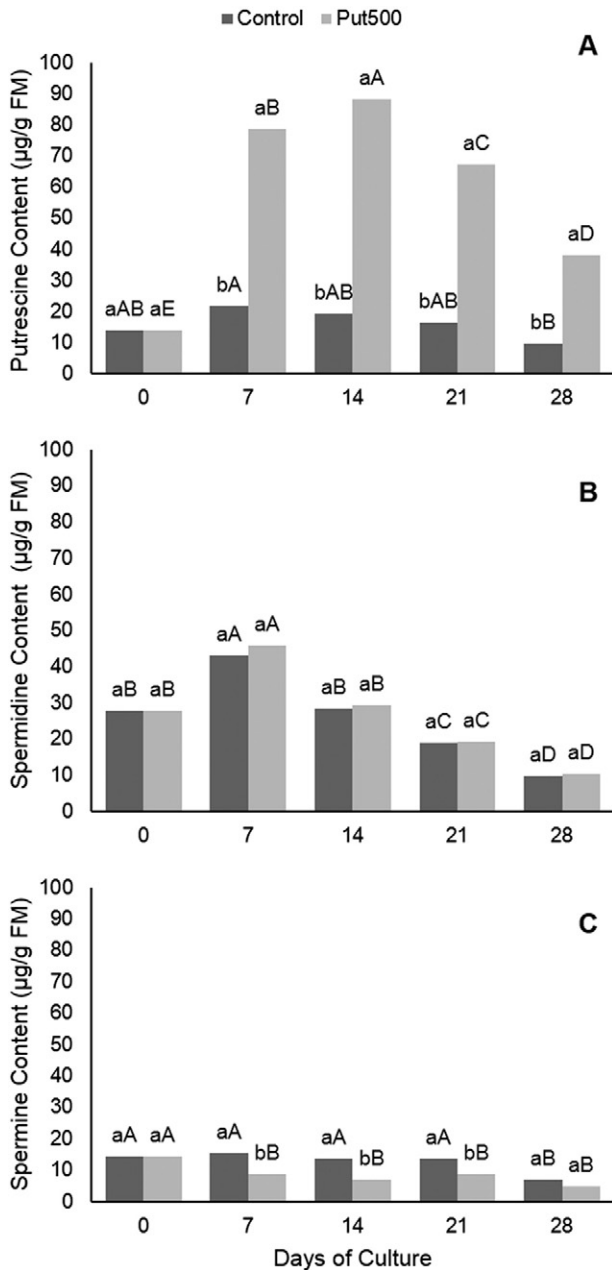 Control Put500
A
Putrescine Content (µg/g FM)
100
90
80
70
60
50
40
30
20
10
0
aAB aE bA aB bAB aA bAB aC bB aD
0 7 14 21 28
B
Spermidine Content (µg/g FM)
100
90
80
70
60
50
40
30
20
10
0
aB aB aA aA aB aB aC aC aD aD
0 7 14 21 28
C
Spermine Content (µg/g FM)
100
90
80
70
60
50
40
30
20
10
0
aA aA aA bB aA bB aA bB aB aB
0 7 14 21 28
Days of Culture